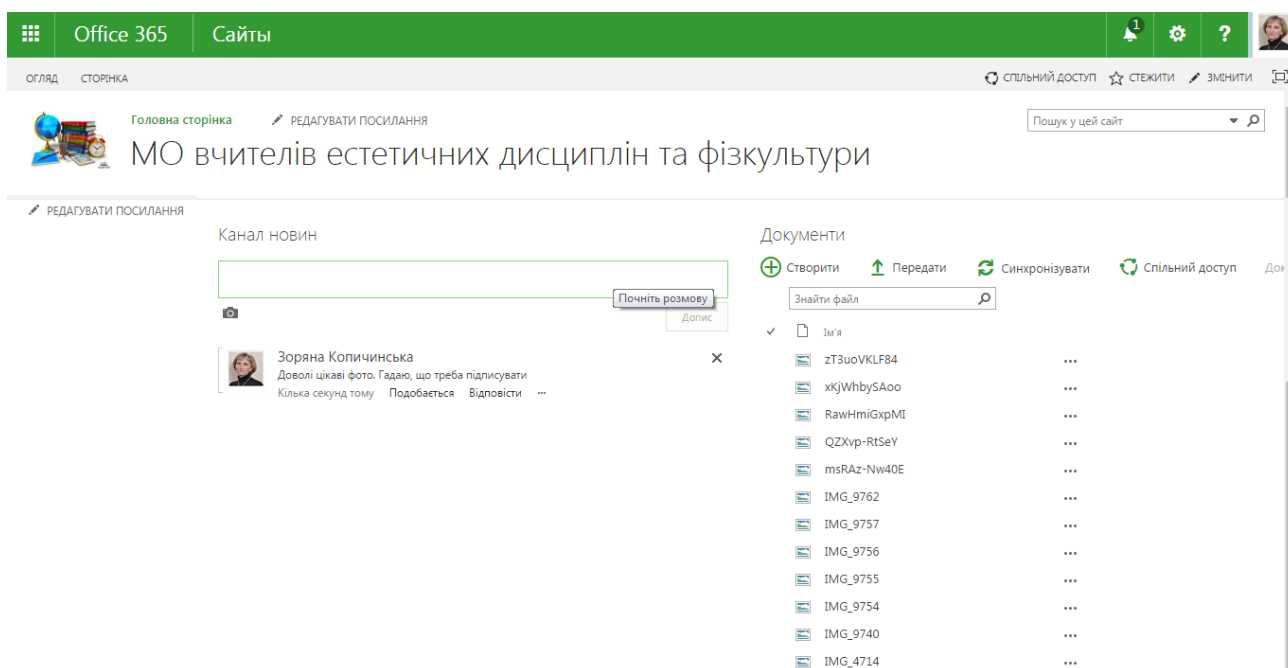 Office 365 Сайты 1 ?
ОГЛЯД СТОРІНКА СПІЛЬНИЙ ДОСТУП СТЕЖИТИ ЗМІНИТИ
Головна сторінка РЕДАГУВАТИ ПОСИЛАННЯ Пошук у цей сайт
МО вчителів естетичних дисциплін та фізкультури
РЕДАГУВАТИ ПОСИЛАННЯ
Канал новин
Почніть розмову
Допис
Зоряна Копичинська
Доволі цікаві фото. Гадаю, що треба підписувати
Кілька секунд тому Подобається Відповісти ...
Документи
Створити Передати Синхронізувати Спільний доступ
Знайти файл
Ім'я
zT3uoVKLF84 ...
xKjWhbySAoo ...
RawHmiGxpMI ...
QZXvp-RtSeY ...
msRAz-Nw40E ...
IMG_9762 ...
IMG_9757 ...
IMG_9756 ...
IMG_9755 ...
IMG_9754 ...
IMG_9740 ...
IMG_4714 ...